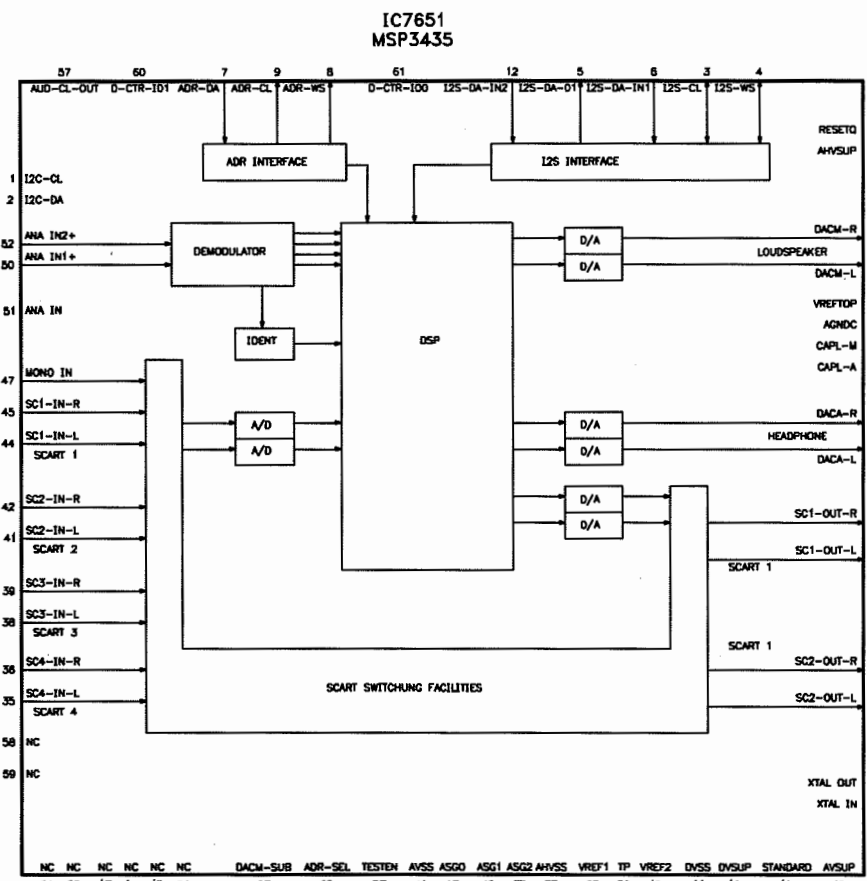 IC7651
MSP3435
57 60 7 9 8 61 12 5 6 3 4
AUD-CL-OUT D-CTR-IO1 ADR-DA ADR-CL ADR-WS D-CTR-IO0 I2S-DA-IN2 I2S-DA-O1 I2S-DA-IN1 I2S-CL I2S-WS
RESETQ
AHVSUP
ADR INTERFACE
I2S INTERFACE
1 I2C-CL
2 I2C-DA
52 ANA IN2+
50 ANA IN1+
DEMODULATOR
D/A
D/A
DACM-R
LOUDSPEAKER
DACM-L
51 ANA IN
IDENT
DSP
VREFTOP
AGNDC
CAPL-M
CAPL-A
47 MONO IN
45 SC1-IN-R
44 SC1-IN-L
SCART 1
A/D
A/D
D/A
D/A
DACA-R
HEADPHONE
DACA-L
42 SC2-IN-R
41 SC2-IN-L
SCART 2
D/A
D/A
SC1-OUT-R
SC1-OUT-L
SCART 1
39 SC3-IN-R
38 SC3-IN-L
SCART 3
SCART 1
36 SC4-IN-R
35 SC4-IN-L
SCART 4
SCART SWITCHUNG FACILITIES
SC2-OUT-R
SC2-OUT-L
58 NC
59 NC
XTAL OUT
XTAL IN
NC NC NC NC NC NC DACM-SUB ADR-SEL TESTEN AVSS ASG0 ASG1 ASG2 AHVSS VREF1 TP VREF2 DVSS DVSUP STANDARD AVSUP